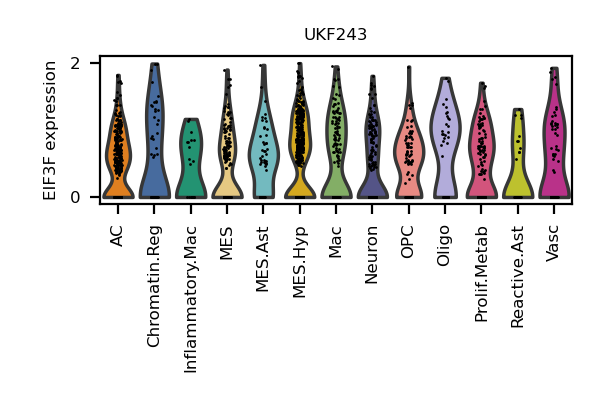 UKF243
EIF3F expression
2
0
AC
Chromatin.Reg
Inflammatory.Mac
MES
MES.Ast
MES.Hyp
Mac
Neuron
OPC
Oligo
Prolif.Metab
Reactive.Ast
Vasc